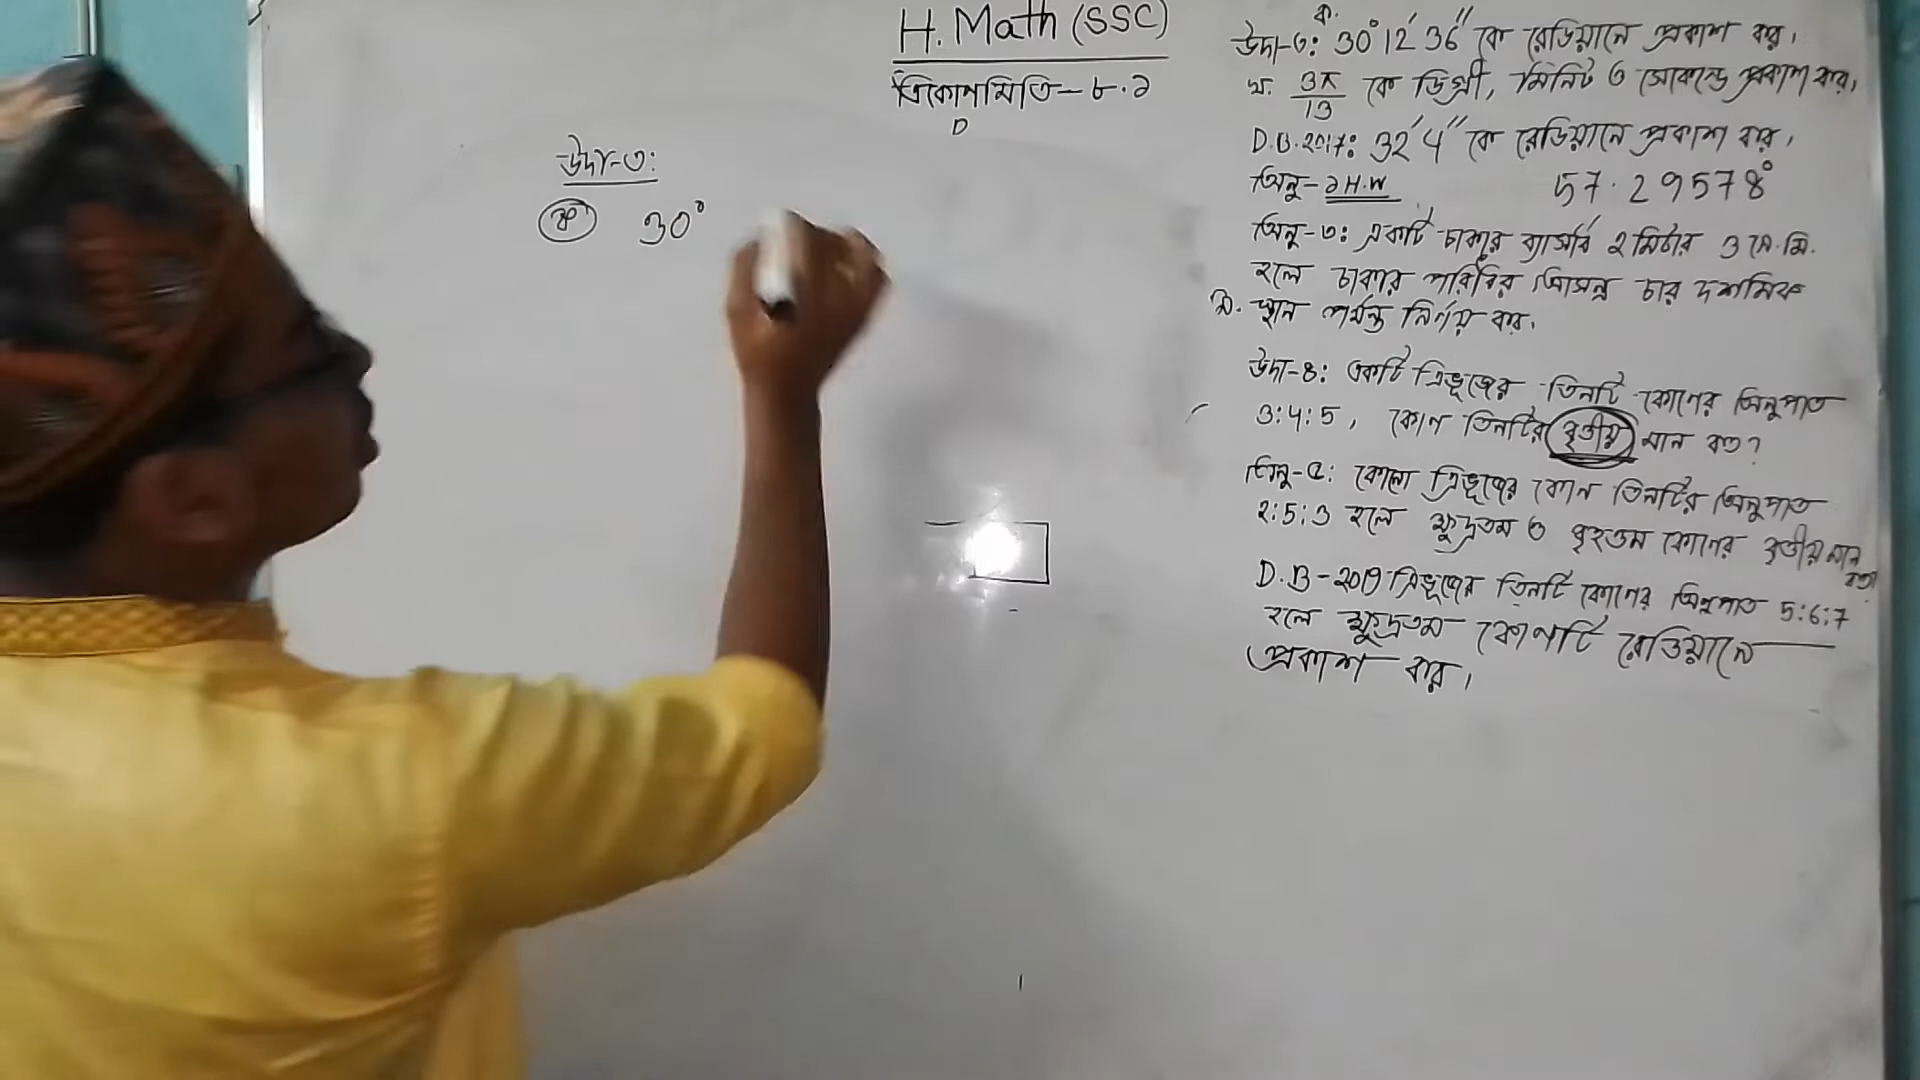 H. Math (SSC)
ত্রিকোণমিতি – ৮.১
D
উদা-৩:
ক 30°
ক.
উদা-৩: 30° 12′ 36″ কে রেডিয়ানে প্রকাশ কর।
খ. 3π/13 কে ডিগ্রী, মিনিট ও সেকেন্ডে প্রকাশ কর।
D.B.2017: 32′ 4″ কে রেডিয়ানে প্রকাশ কর।
অনু-১ H.W 57.29578°
অনু-৩: একটি চাকার ব্যাসার্ধ ২ মিটার 3 সে.মি.
হলে চাকার পরিধির আসন্ন চার দশমিক
স্থান পর্যন্ত নির্ণয় কর।
উদা-৪: একটি ত্রিভুজের তিনটি কোণের অনুপাত
3:4:5, কোণ তিনটির বৃত্তীয় মান কত?
অনু-৫: কোনো ত্রিভুজের কোন তিনটির অনুপাত
২:5:3 হলে ক্ষুদ্রতম ও বৃহত্তম কোণের বৃত্তীয় মান
কত?
D.B-2019 ত্রিভুজের তিনটি কোণের অনুপাত 5:6:7
হলে ক্ষুদ্রতম কোণটি রেডিয়ানে
প্রকাশ কর।